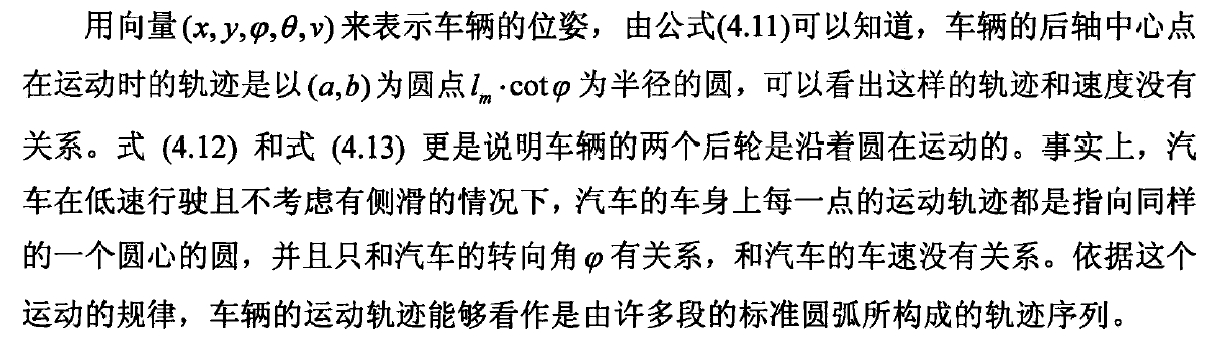 用向量(x,y,φ,θ,v)来表示车辆的位姿，由公式(4.11)可以知道，车辆的后轴中心点
在运动时的轨迹是以(a,b)为圆点l_m·cotφ为半径的圆，可以看出这样的轨迹和速度没有
关系。式 (4.12) 和式 (4.13) 更是说明车辆的两个后轮是沿着圆在运动的。事实上，汽
车在低速行驶且不考虑有侧滑的情况下，汽车的车身上每一点的运动轨迹都是指向同样
的一个圆心的圆，并且只和汽车的转向角φ有关系，和汽车的车速没有关系。依据这个
运动的规律，车辆的运动轨迹能够看作是由许多段的标准圆弧所构成的轨迹序列。